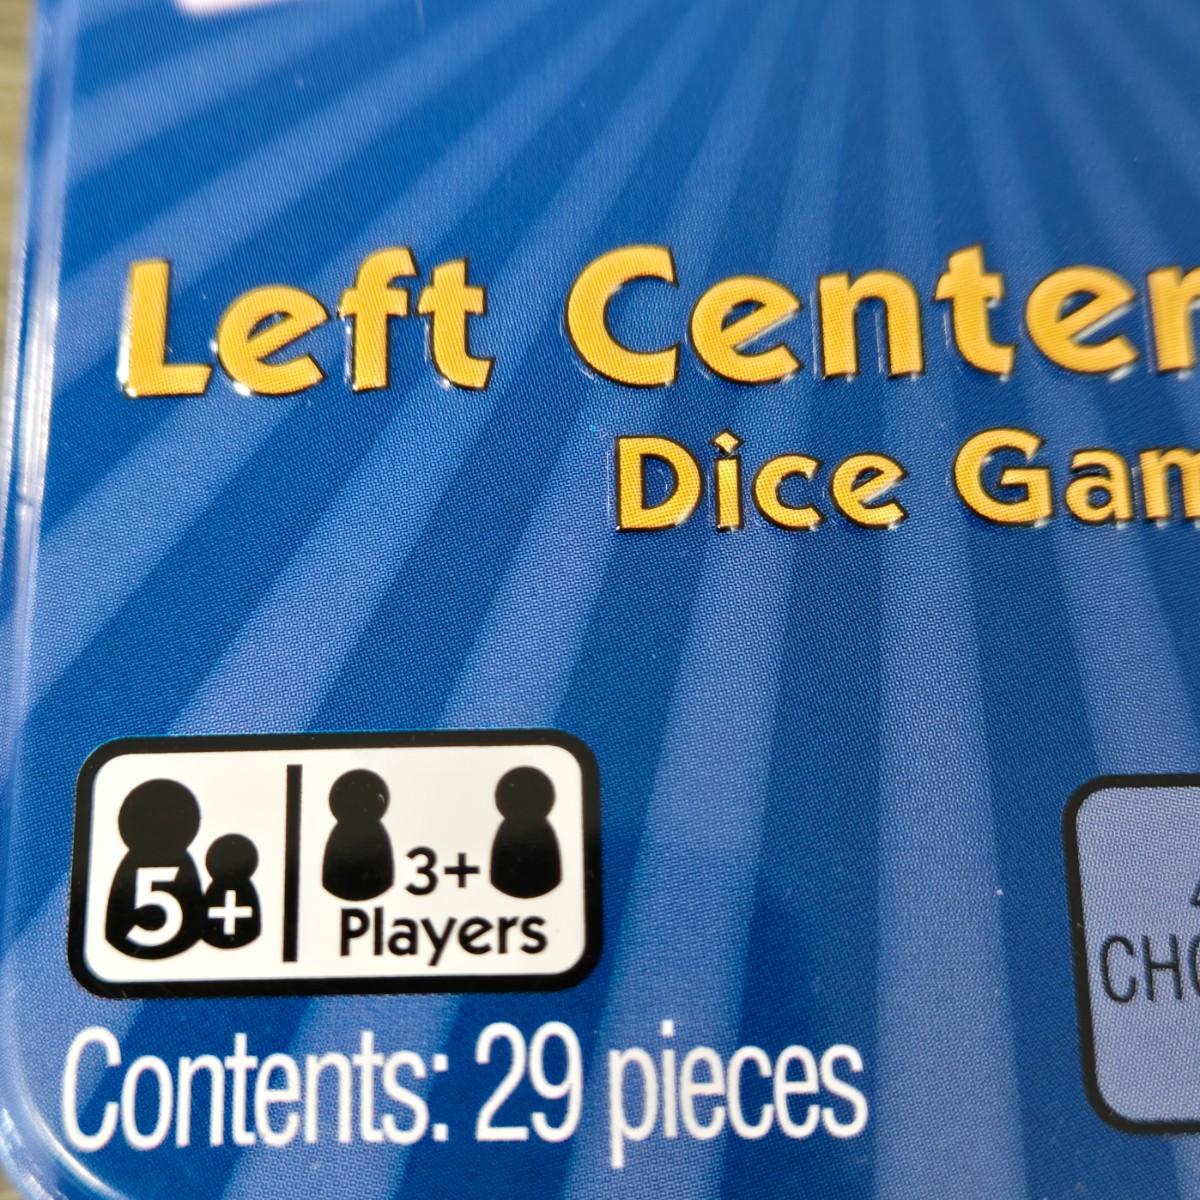 Left Center
Dice Gam
5+
3+
Players
CHO
Contents: 29 pieces